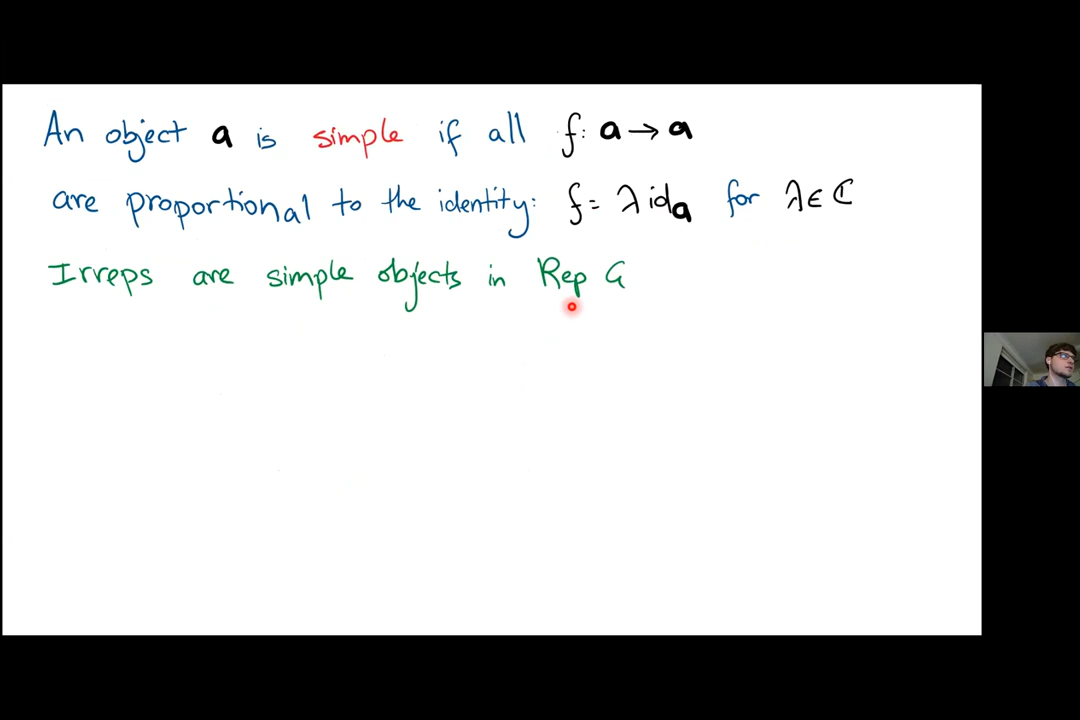 An object a is simple if all f: a → a
are proportional to the identity: f = λ id_a for λ ∈ ℂ
Irreps are simple objects in Rep G